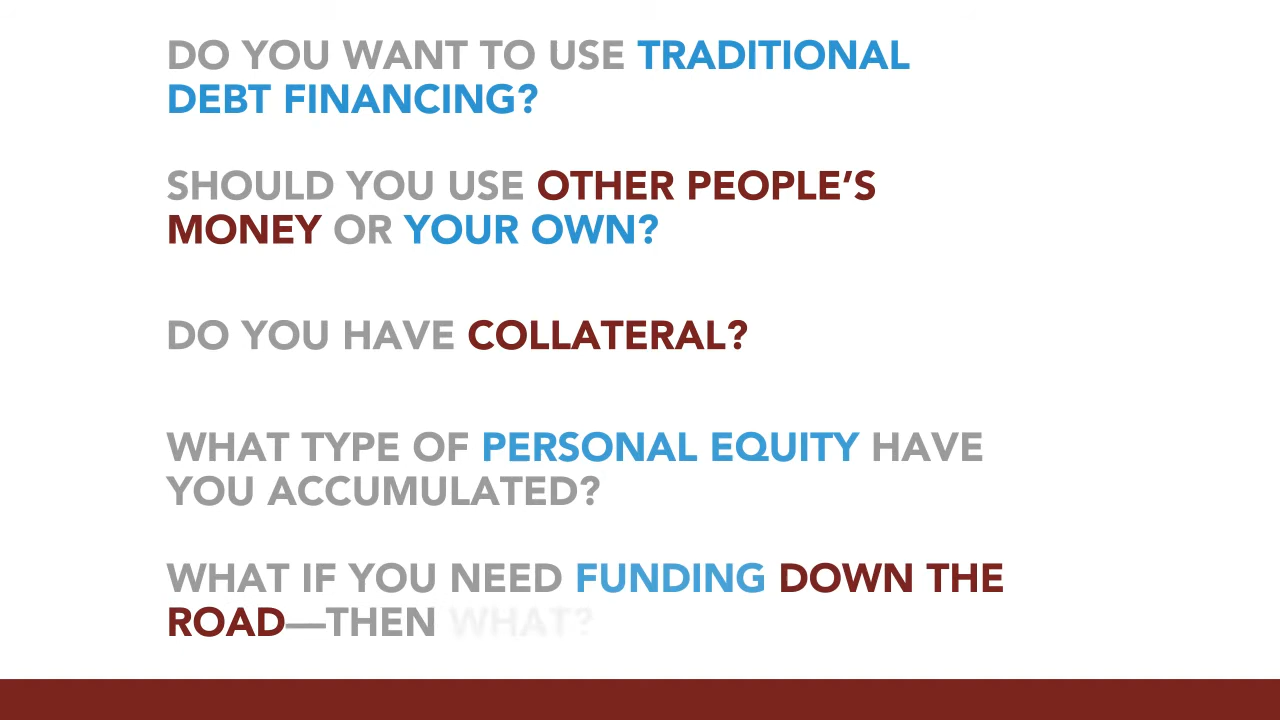 DO YOU WANT TO USE TRADITIONAL
DEBT FINANCING?
SHOULD YOU USE OTHER PEOPLE’S
MONEY OR YOUR OWN?
DO YOU HAVE COLLATERAL?
WHAT TYPE OF PERSONAL EQUITY HAVE
YOU ACCUMULATED?
WHAT IF YOU NEED FUNDING DOWN THE
ROAD—THEN WHAT?